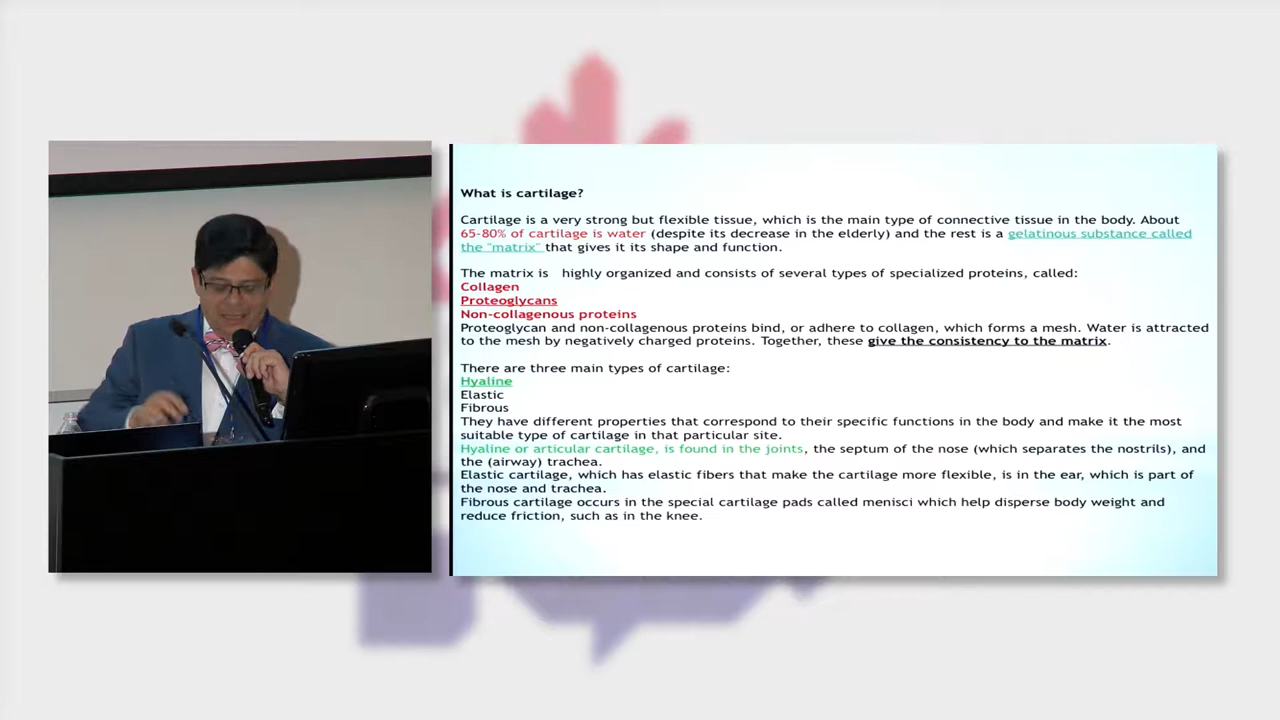 What is cartilage?
Cartilage is a very strong but flexible tissue, which is the main type of connective tissue in the body. About
65-80% of cartilage is water (despite its decrease in the elderly) and the rest is a gelatinous substance called
the "matrix" that gives it its shape and function.
The matrix is highly organized and consists of several types of specialized proteins, called:
Collagen
Proteoglycans
Non-collagenous proteins
Proteoglycan and non-collagenous proteins bind, or adhere to collagen, which forms a mesh. Water is attracted
to the mesh by negatively charged proteins. Together, these give the consistency to the matrix.
There are three main types of cartilage:
Hyaline
Elastic
Fibrous
They have different properties that correspond to their specific functions in the body and make it the most
suitable type of cartilage in that particular site.
Hyaline or articular cartilage, is found in the joints, the septum of the nose (which separates the nostrils), and
the (airway) trachea.
Elastic cartilage, which has elastic fibers that make the cartilage more flexible, is in the ear, which is part of
the nose and trachea.
Fibrous cartilage occurs in the special cartilage pads called menisci which help disperse body weight and
reduce friction, such as in the knee.